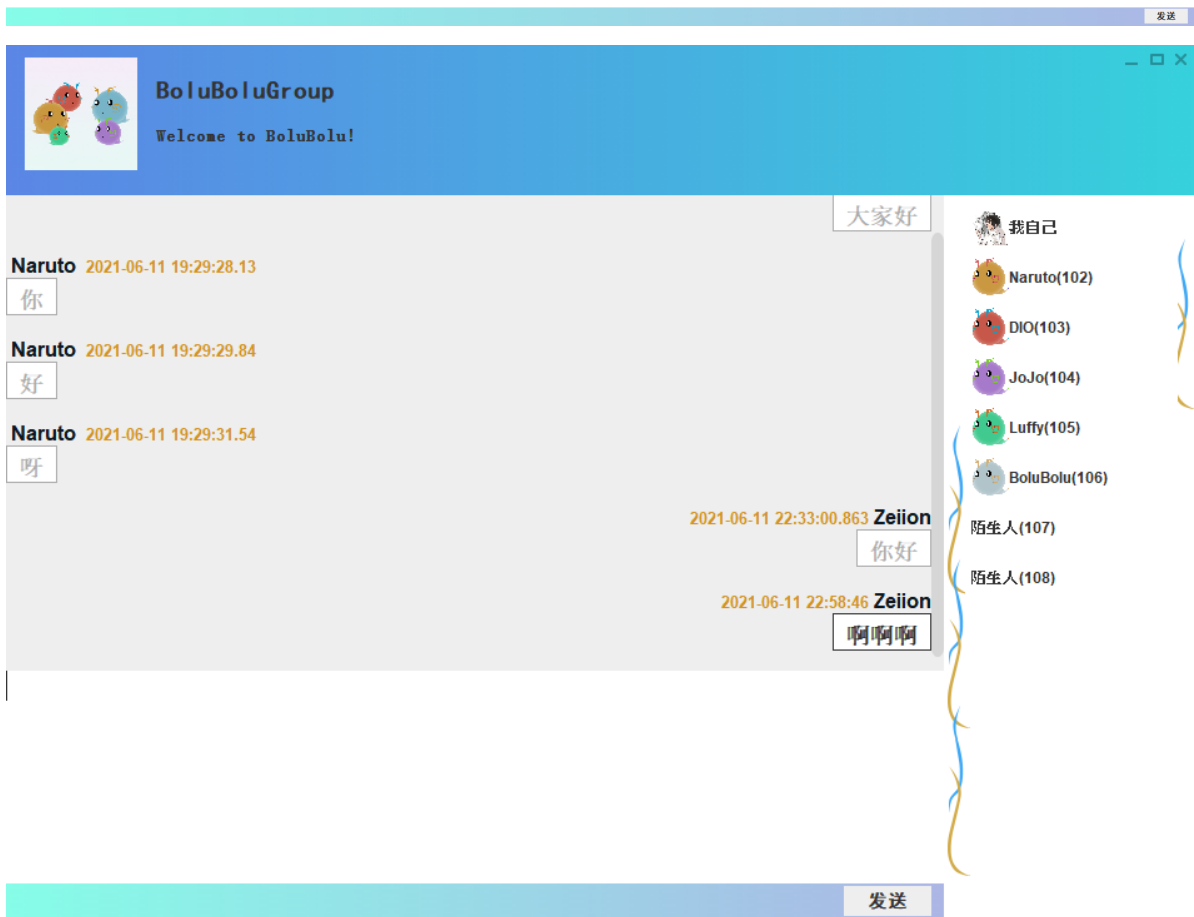 发送
BoluBoluGroup
Welcome to BoluBolu!
大家好
Naruto 2021-06-11 19:29:28.13
你
Naruto 2021-06-11 19:29:29.84
好
Naruto 2021-06-11 19:29:31.54
呀
2021-06-11 22:33:00.863 Zeiion
你好
2021-06-11 22:58:46 Zeiion
啊啊啊
我自己
Naruto(102)
DIO(103)
JoJo(104)
Luffy(105)
BoluBolu(106)
陌生人(107)
陌生人(108)
发送